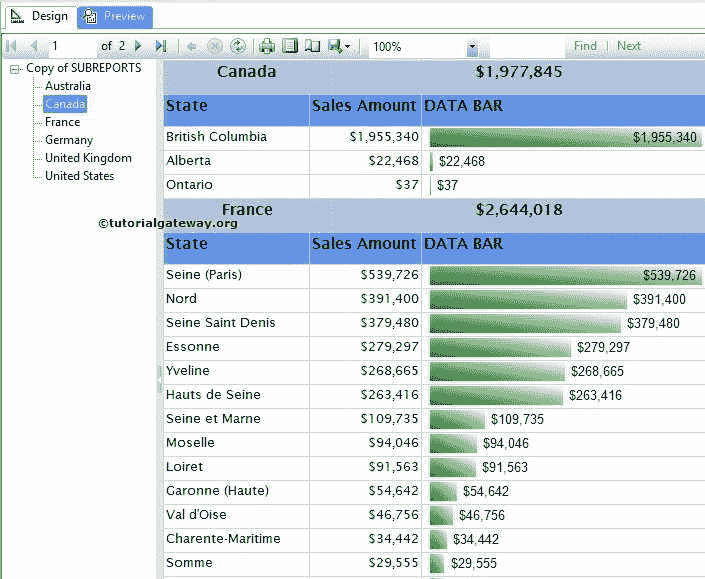 Design Preview
1 of 2 100% Find | Next
Copy of SUBREPORTS
Australia
Canada
France
Germany
United Kingdom
United States
Canada $1,977,845
State Sales Amount DATA BAR
British Columbia $1,955,340 $1,955,340
Alberta $22,468 $22,468
Ontario $37 $37
France $2,644,018
©tutorialgateway.org
State Sales Amount DATA BAR
Seine (Paris) $539,726 $539,726
Nord $391,400 $391,400
Seine Saint Denis $379,480 $379,480
Essonne $279,297 $279,297
Yveline $268,665 $268,665
Hauts de Seine $263,416 $263,416
Seine et Marne $109,735 $109,735
Moselle $94,046 $94,046
Loiret $91,563 $91,563
Garonne (Haute) $54,642 $54,642
Val d'Oise $46,756 $46,756
Charente-Maritime $34,442 $34,442
Somme $29,555 $29,555